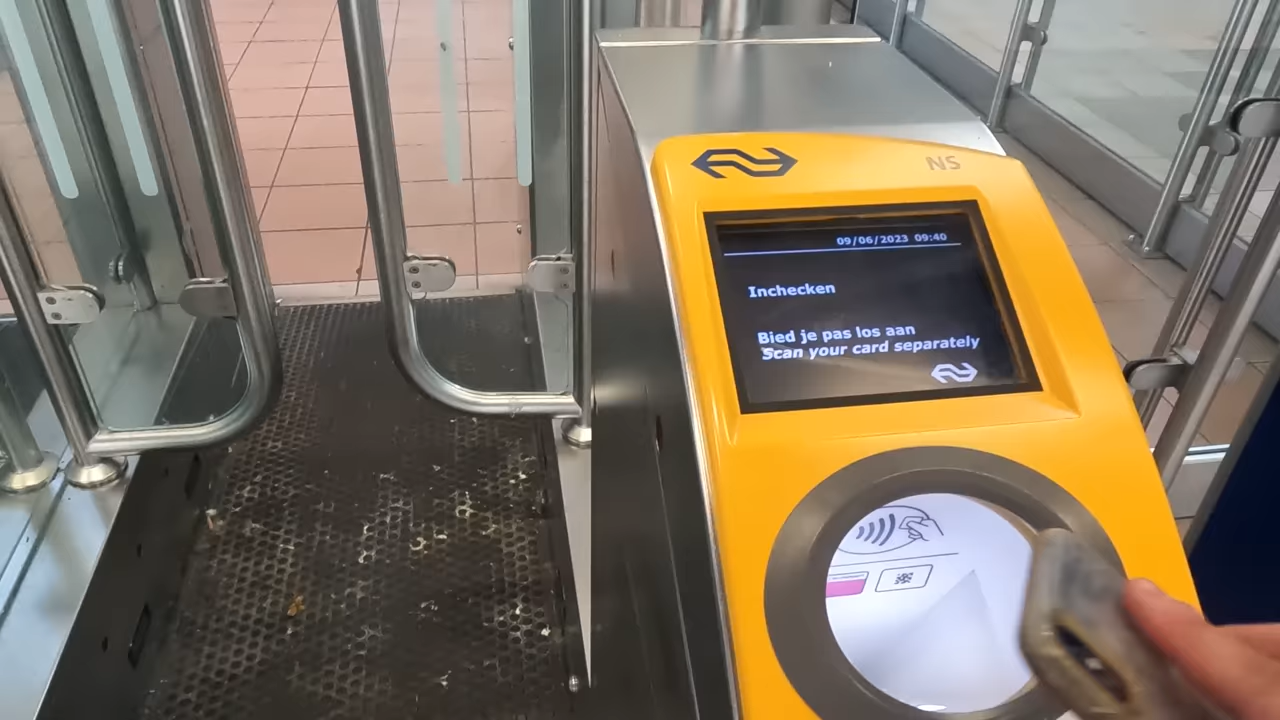 NS
09/06/2023 09:40
Inchecken
Bied je pas los aan
Scan your card separately